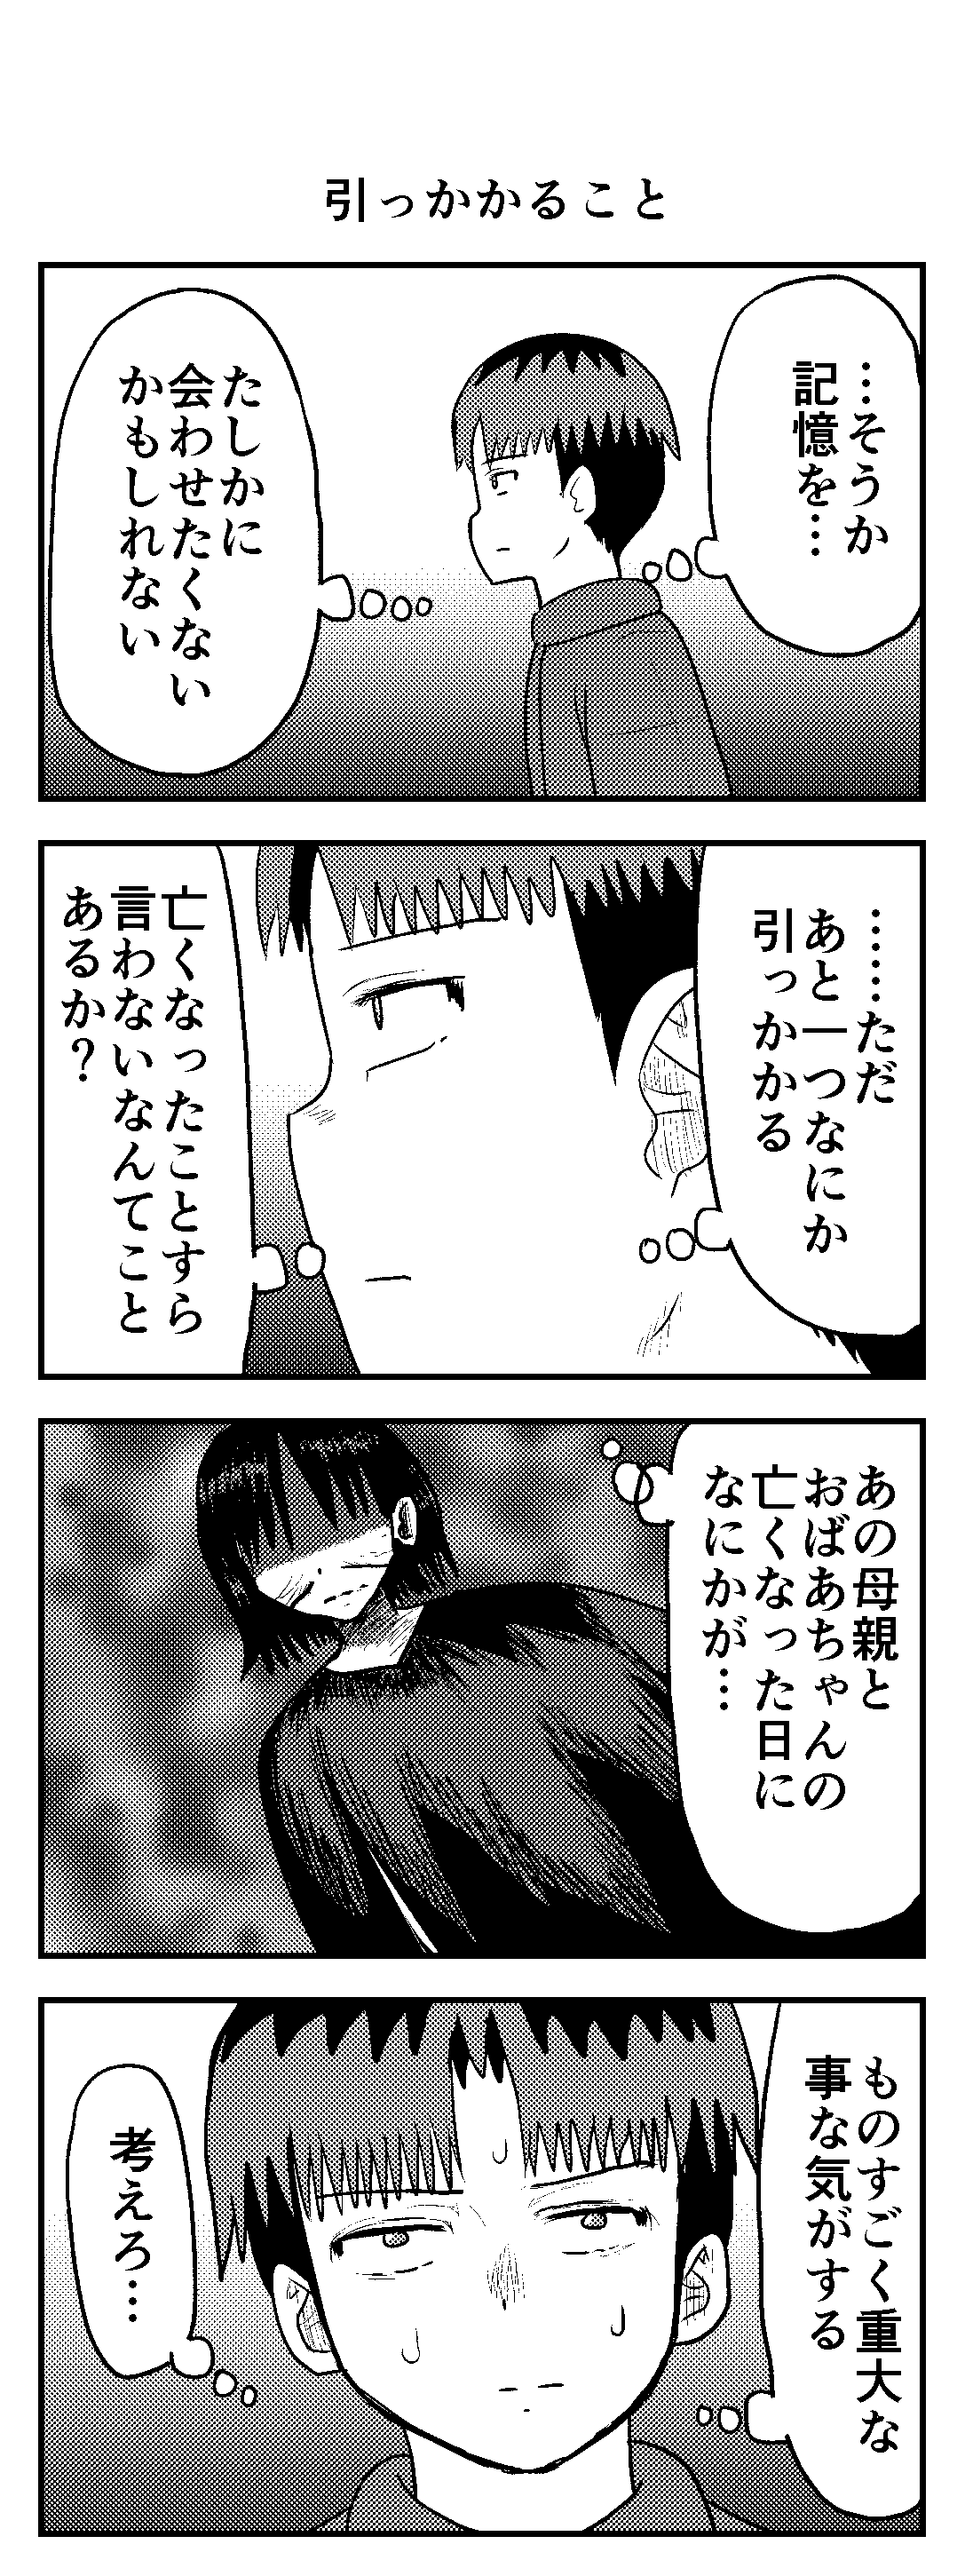 引っかかること
…そうか
記憶を…
たしかに
会わせたくない
かもしれない
……ただ
あと一つなにか
引っかかる
亡くなったことすら
言わないなんてこと
あるか？
あの母親と
おばあちゃんの
亡くなった日に
なにかが…
ものすごく重大な
事な気がする
考えろ…